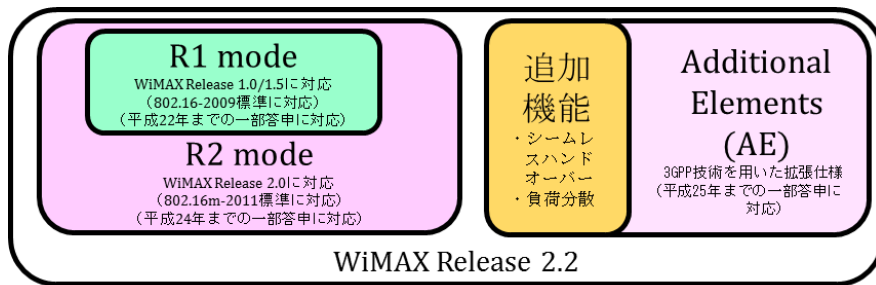 R1 mode
WiMAX Release 1.0/1.5に対応
（802.16-2009標準に対応）
（平成22年までの一部答申に対応）
R2 mode
WiMAX Release 2.0に対応
（802.16m-2011標準に対応）
（平成24年までの一部答申に対応）
追加
機能
・シームレ
スハンド
オーバー
・負荷分散
Additional
Elements
(AE)
3GPP技術を用いた拡張仕様
（平成25年までの一部答申に
対応）
WiMAX Release 2.2